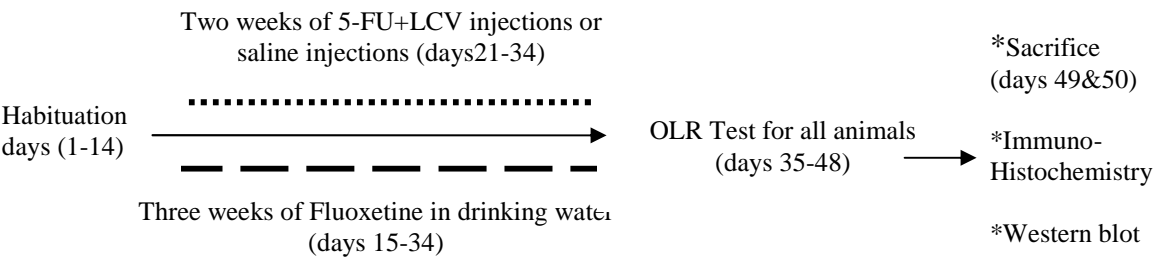 Two weeks of 5-FU+LCV injections or
saline injections (days21-34)
Habituation
days (1-14)
Three weeks of Fluoxetine in drinking water
(days 15-34)
OLR Test for all animals
(days 35-48)
*Sacrifice
(days 49&50)
*Immuno-
Histochemistry
*Western blot